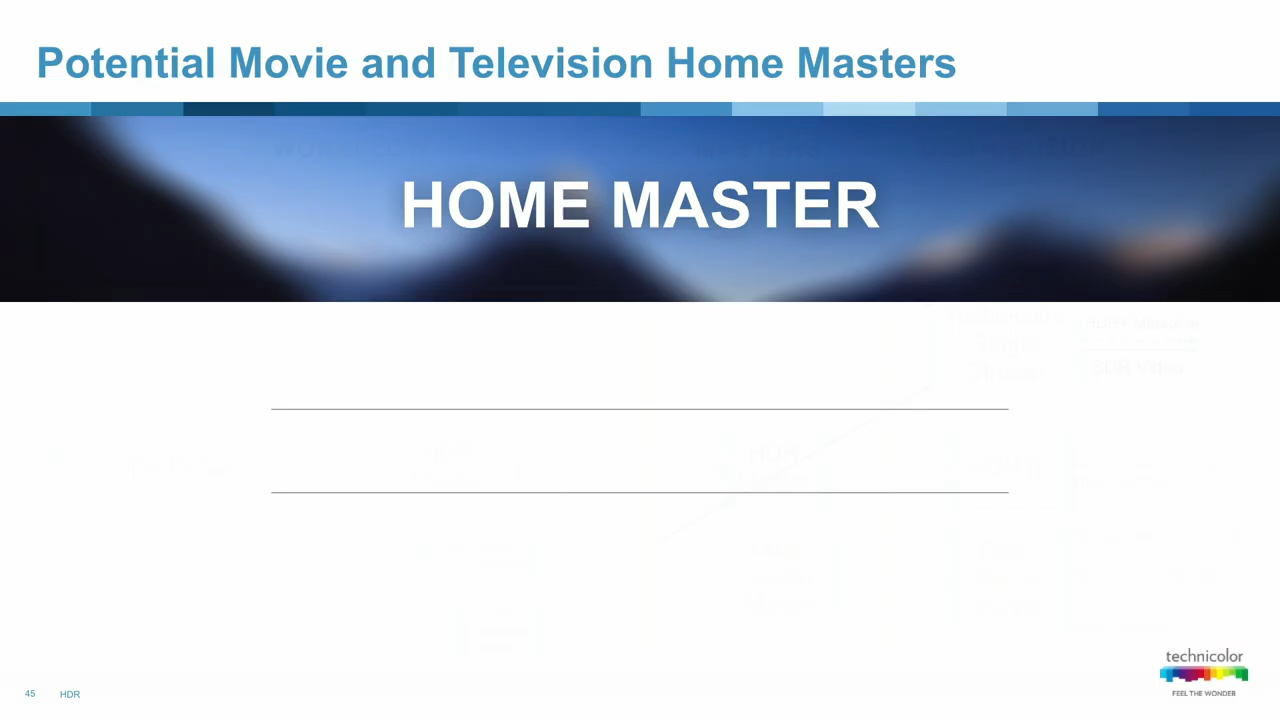 Potential Movie and Television Home Masters
HOME MASTER
technicolor
FEEL THE WONDER
45
HDR